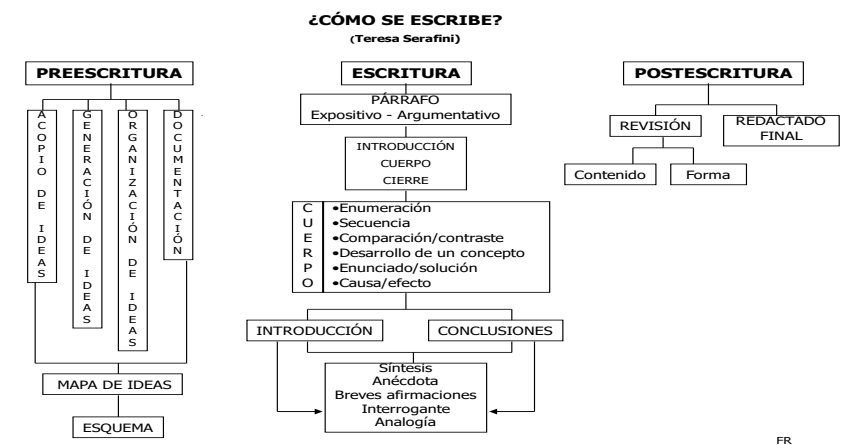 ¿CÓMO SE ESCRIBE?
(Teresa Serafini)
PREESCRITURA
ACOPIO DE IDEAS
GENERACIÓN DE IDEAS
ORGANIZACIÓN DE IDEAS
DOCUMENTACIÓN
MAPA DE IDEAS
ESQUEMA
ESCRITURA
PÁRRAFO
Expositivo - Argumentativo
INTRODUCCIÓN
CUERPO
CIERRE
CUERPO
•Enumeración
•Secuencia
•Comparación/contraste
•Desarrollo de un concepto
•Enunciado/solución
•Causa/efecto
INTRODUCCIÓN
CONCLUSIONES
Síntesis
Anécdota
Breves afirmaciones
Interrogante
Analogía
POSTESCRITURA
REVISIÓN
REDACTADO
FINAL
Contenido
Forma
FR